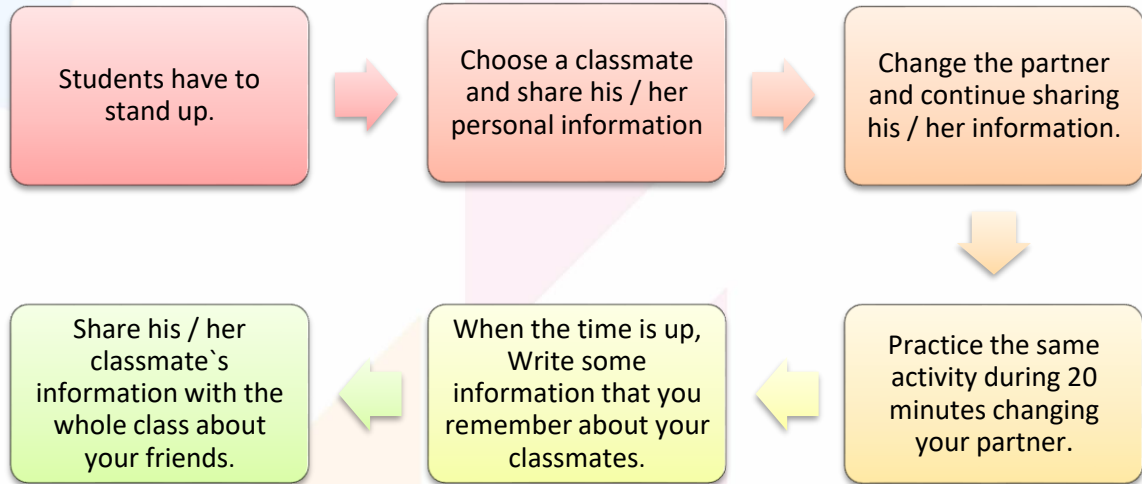 Students have to
stand up.
Choose a classmate
and share his / her
personal information
Change the partner
and continue sharing
his / her information.
Practice the same
activity during 20
minutes changing
your partner.
When the time is up,
Write some
information that you
remember about your
classmates.
Share his / her
classmate`s
information with the
whole class about
your friends.